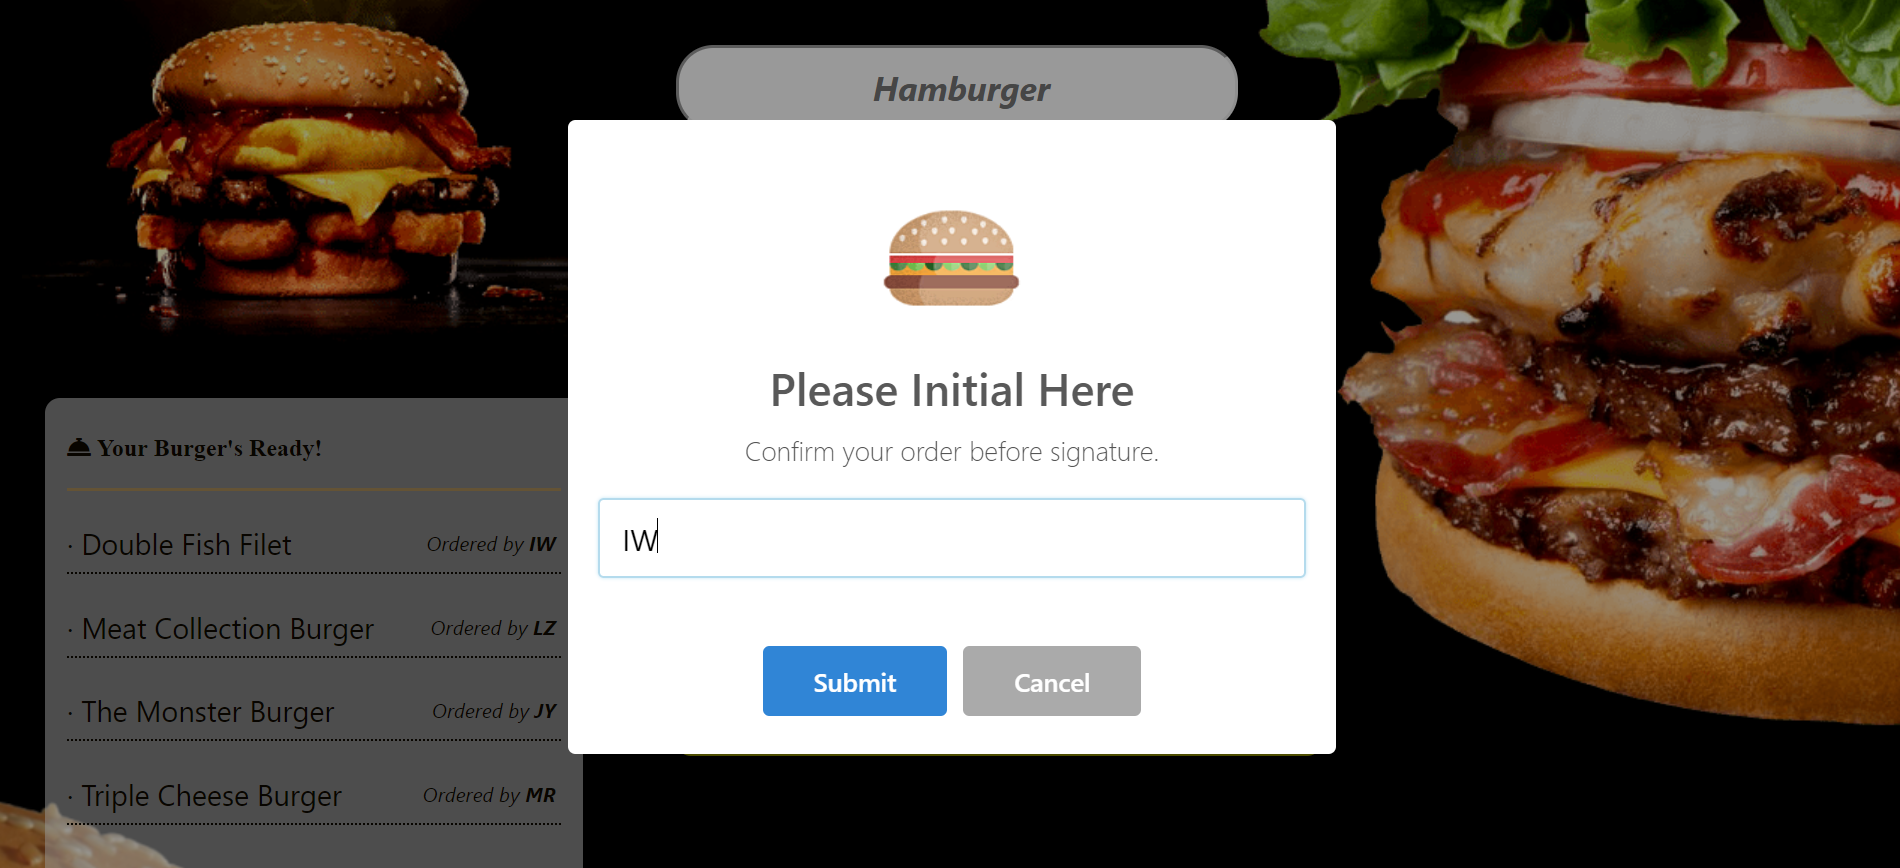 Hamburger
Please Initial Here
Confirm your order before signature.
IW
Submit Cancel
Your Burger's Ready!
· Double Fish Filet Ordered by IW
· Meat Collection Burger Ordered by LZ
· The Monster Burger Ordered by JY
· Triple Cheese Burger Ordered by MR